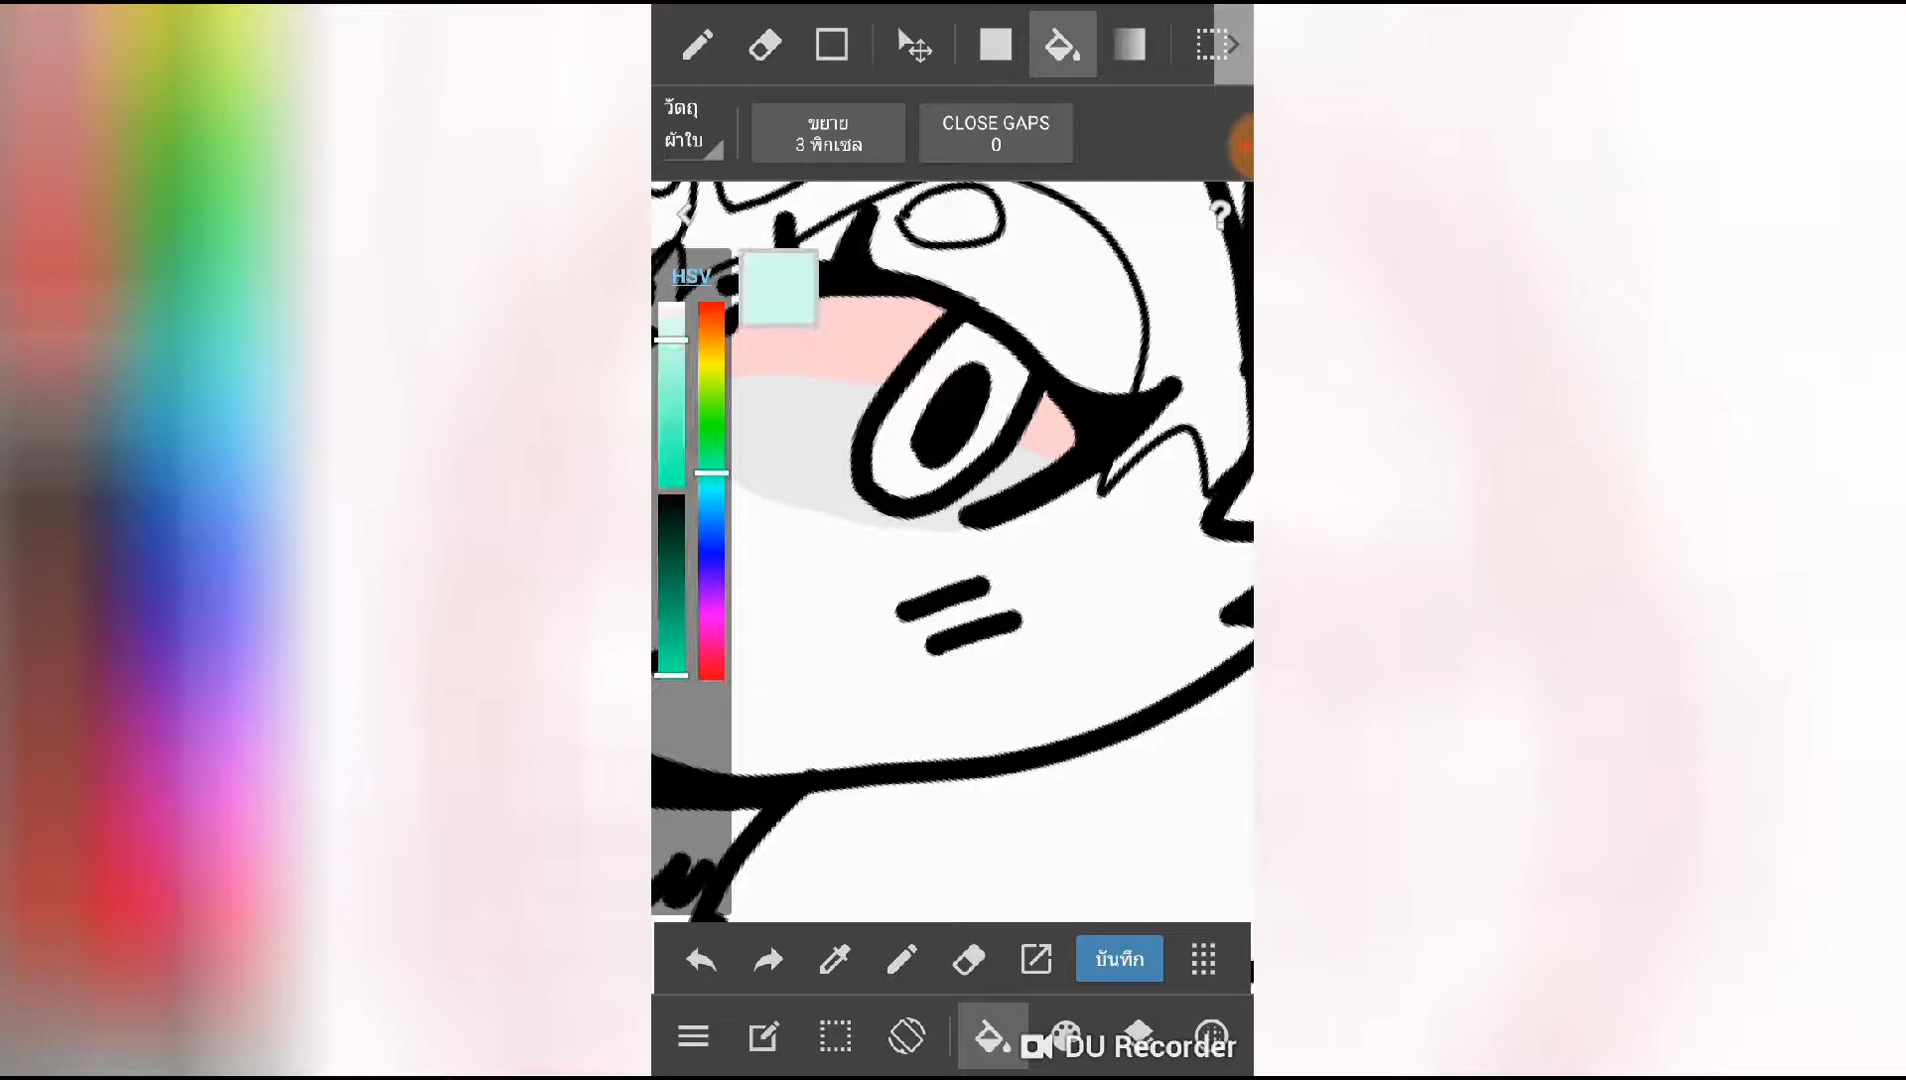 วัตถุ
ผ้าใบ
ขยาย
3 พิกเซล
CLOSE GAPS
0
?
HSV
บันทึก
DU Recorder